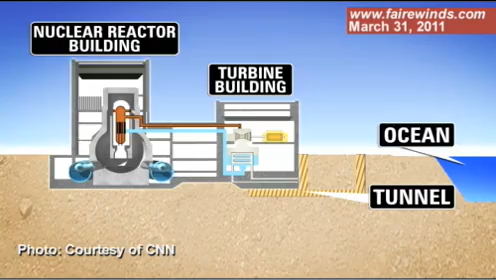 www.fairewinds.com
March 31, 2011
NUCLEAR REACTOR
BUILDING
TURBINE
BUILDING
OCEAN
TUNNEL
Photo: Courtesy of CNN